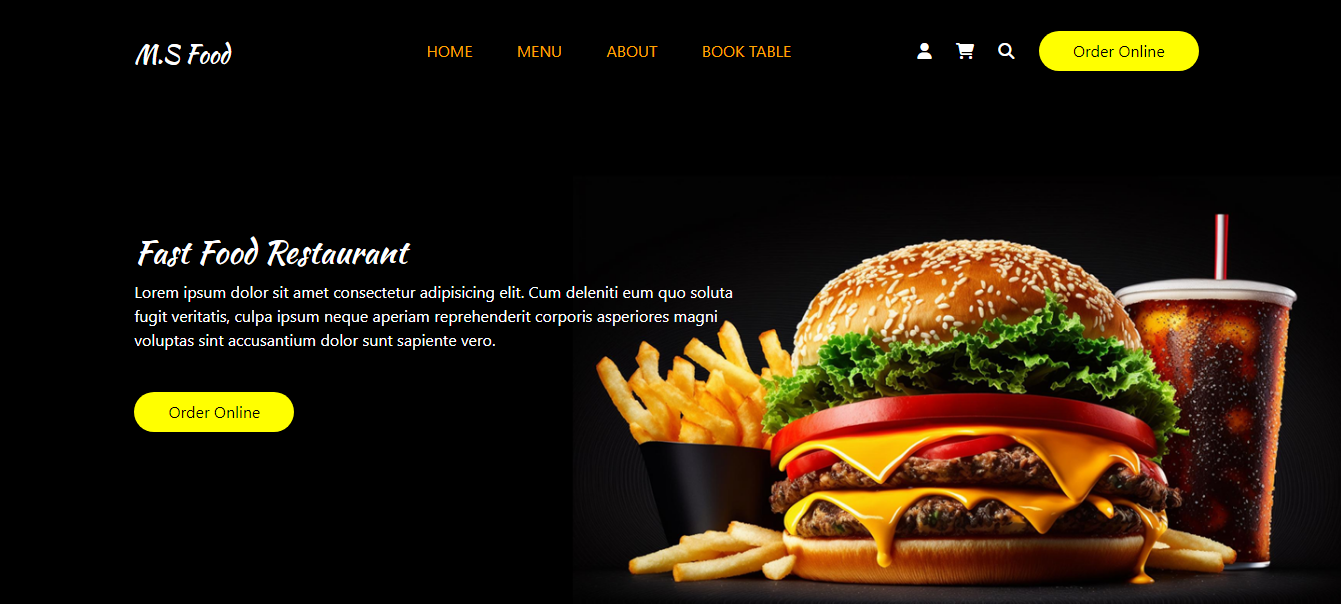 M.S Food
HOME MENU ABOUT BOOK TABLE
Order Online
Fast Food Restaurant
Lorem ipsum dolor sit amet consectetur adipisicing elit. Cum deleniti eum quo soluta
fugit veritatis, culpa ipsum neque aperiam reprehenderit corporis asperiores magni
voluptas sint accusantium dolor sunt sapiente vero.
Order Online